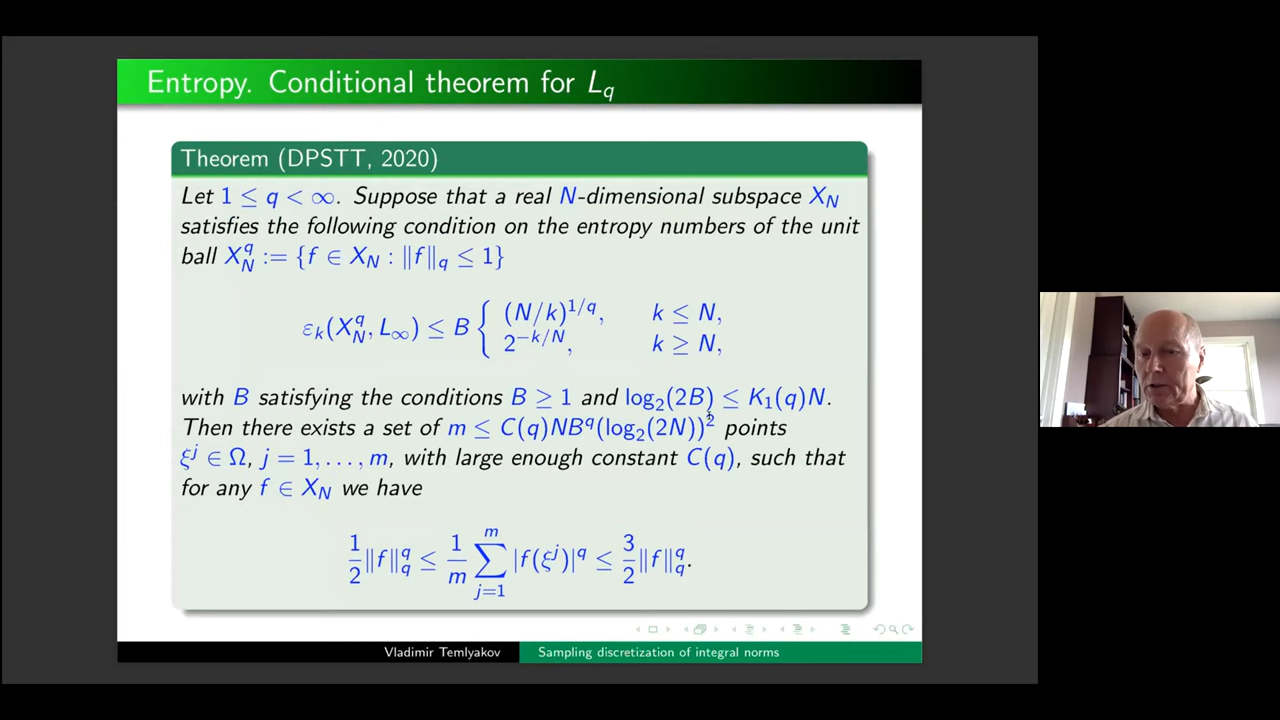 Entropy. Conditional theorem for L_q
Theorem (DPSTT, 2020)
Let 1 ≤ q < ∞. Suppose that a real N-dimensional subspace X_N
satisfies the following condition on the entropy numbers of the unit
ball X_N^q := {f ∈ X_N : ‖f‖_q ≤ 1}
ε_k(X_N^q, L_∞) ≤ B { (N/k)^{1/q}, k ≤ N,
2^{-k/N}, k ≥ N,
with B satisfying the conditions B ≥ 1 and log_2(2B) ≤ K_1(q)N.
Then there exists a set of m ≤ C(q)NB^q(log_2(2N))^2 points
ξ^j ∈ Ω, j = 1, . . . , m, with large enough constant C(q), such that
for any f ∈ X_N we have
1/2 ‖f‖_q^q ≤ 1/m ∑_{j=1}^m |f(ξ^j)|^q ≤ 3/2 ‖f‖_q^q.
Vladimir Temlyakov Sampling discretization of integral norms